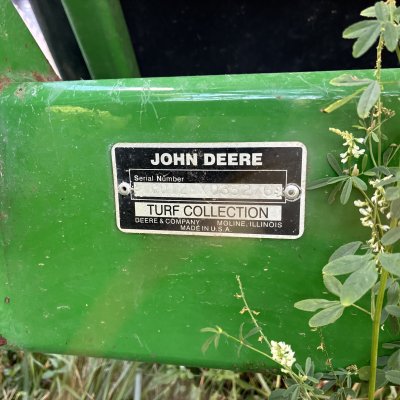 JOHN DEERE
Serial Number
TURF COLLECTION
DEERE & COMPANY MOLINE, ILLINOIS
MADE IN U.S.A.